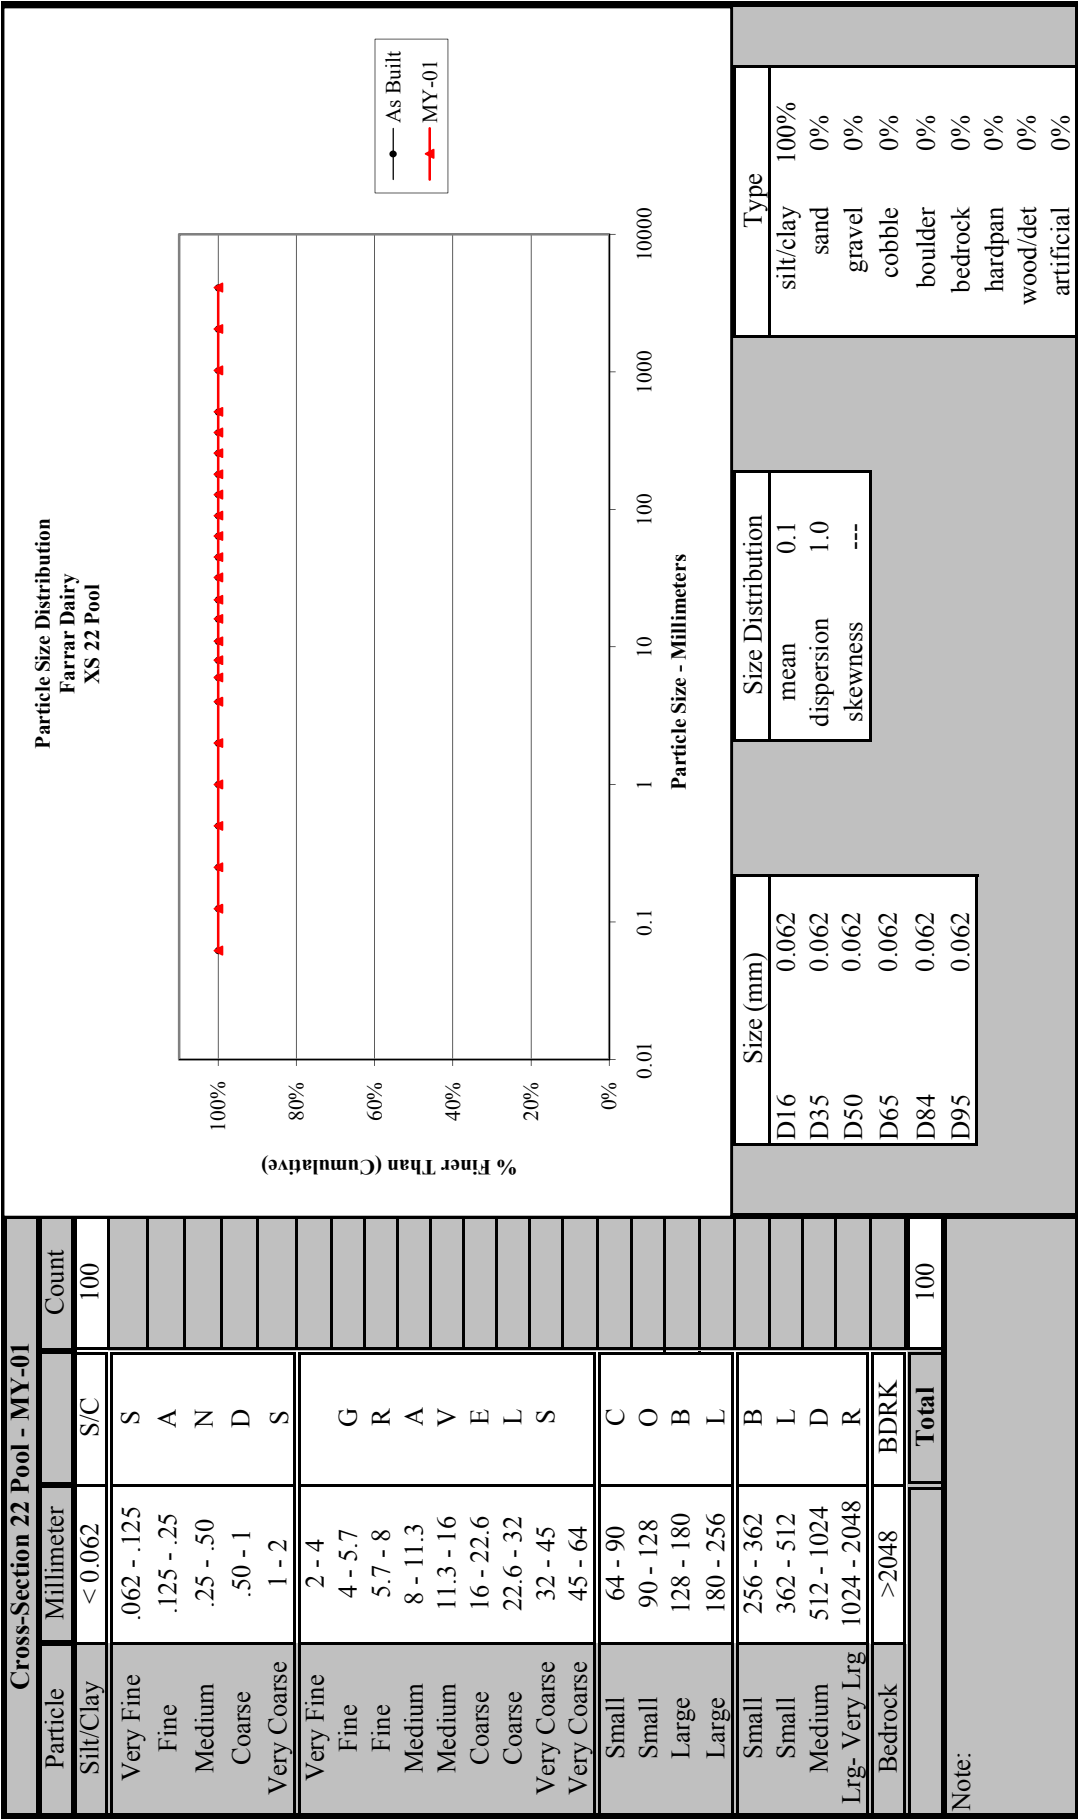 Cross-Section 22 Pool - MY-01
Particle Millimeter Count
Silt/Clay < 0.062 S/C 100
Very Fine .062 - .125 S
Fine .125 - .25 A
Medium .25 - .50 N
Coarse .50 - 1 D
Very Coarse 1 - 2 S
Very Fine 2 - 4
Fine 4 - 5.7 G
Fine 5.7 - 8 R
Medium 8 - 11.3 A
Medium 11.3 - 16 V
Coarse 16 - 22.6 E
Coarse 22.6 - 32 L
Very Coarse 32 - 45 S
Very Coarse 45 - 64
Small 64 - 90 C
Small 90 - 128 O
Large 128 - 180 B
Large 180 - 256 L
Small 256 - 362 B
Small 362 - 512 L
Medium 512 - 1024 D
Lrg- Very Lrg 1024 - 2048 R
Bedrock >2048 BDRK
Total 100
Note:
Particle Size Distribution
Farrar Dairy
XS 22 Pool
% Finer Than (Cumulative)
100%
80%
60%
40%
20%
0%
0.01 0.1 1 10 100 1000 10000
Particle Size - Millimeters
As Built
MY-01
Size (mm)
D16 0.062
D35 0.062
D50 0.062
D65 0.062
D84 0.062
D95 0.062
Size Distribution
mean 0.1
dispersion 1.0
skewness ---
Type
silt/clay 100%
sand 0%
gravel 0%
cobble 0%
boulder 0%
bedrock 0%
hardpan 0%
wood/det 0%
artificial 0%